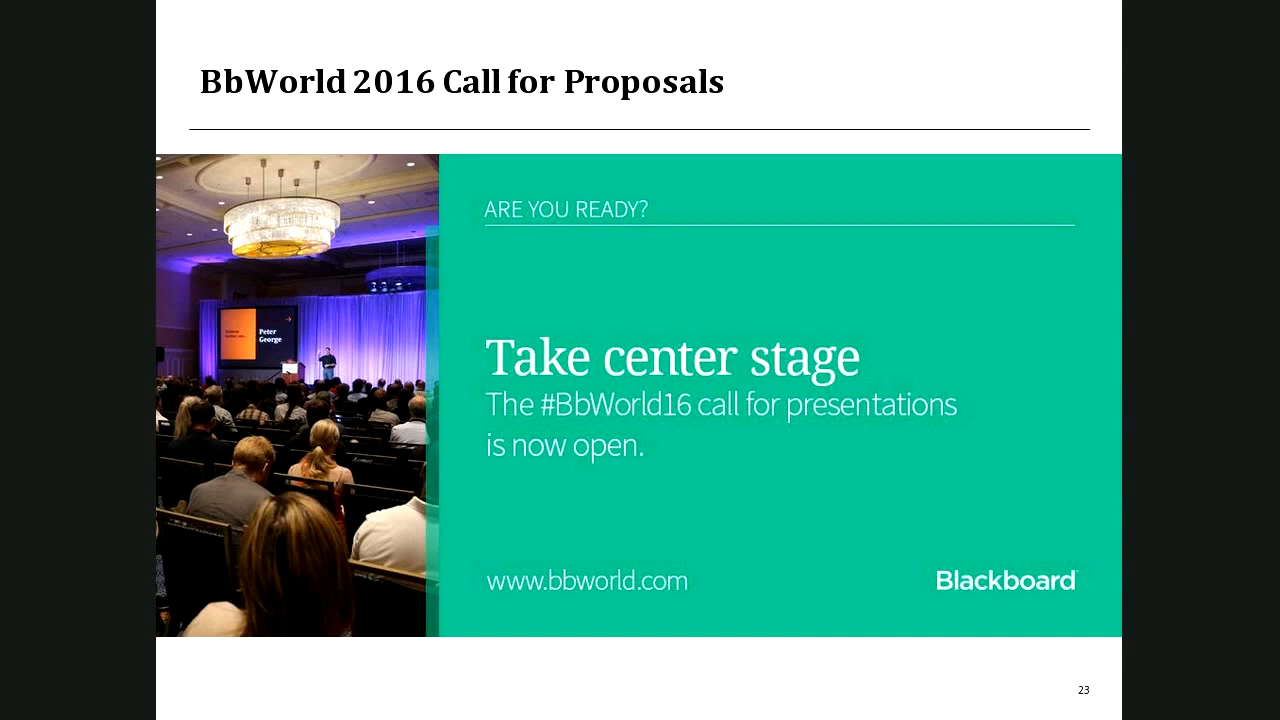 BbWorld 2016 Call for Proposals
ARE YOU READY?
Peter
George
Take center stage
The #BbWorld16 call for presentations
is now open.
www.bbworld.com
Blackboard
23